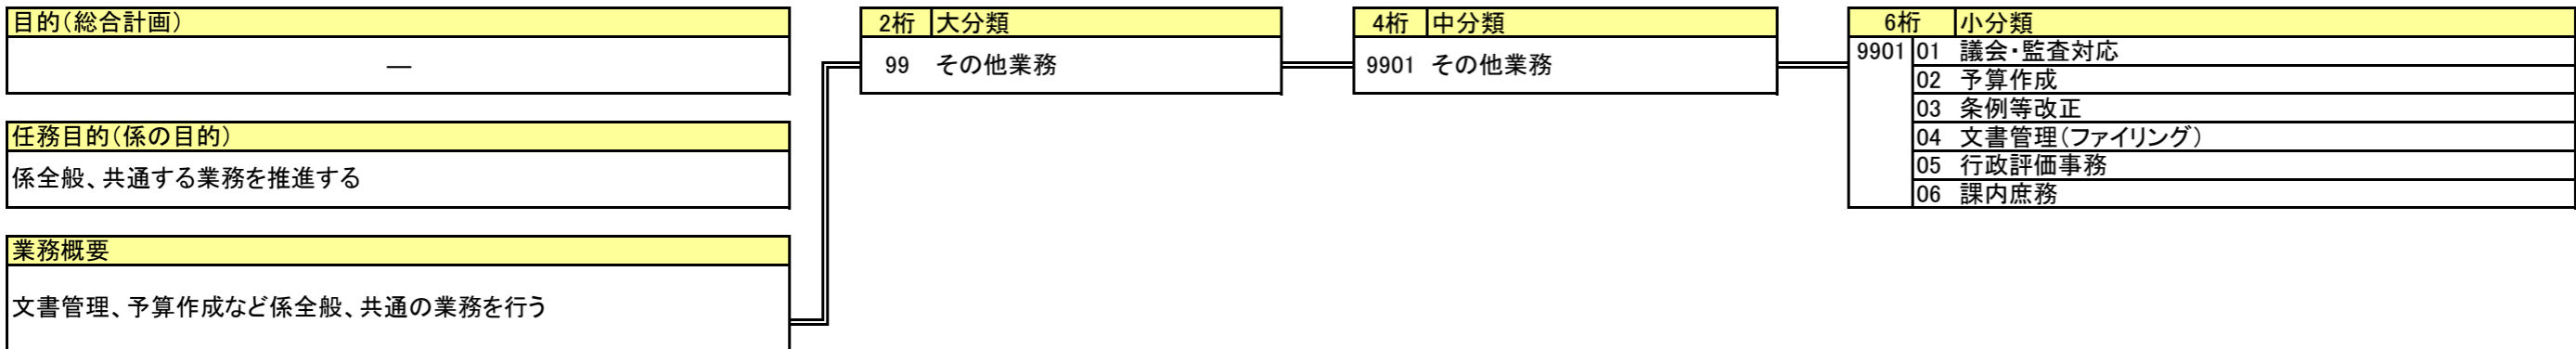 目的(総合計画)
―
任務目的(係の目的)
係全般、共通する業務を推進する
業務概要
文書管理、予算作成など係全般、共通の業務を行う
2桁 大分類
99 その他業務
4桁 中分類
9901 その他業務
6桁 小分類
9901 01 議会・監査対応
02 予算作成
03 条例等改正
04 文書管理(ファイリング)
05 行政評価事務
06 課内庶務